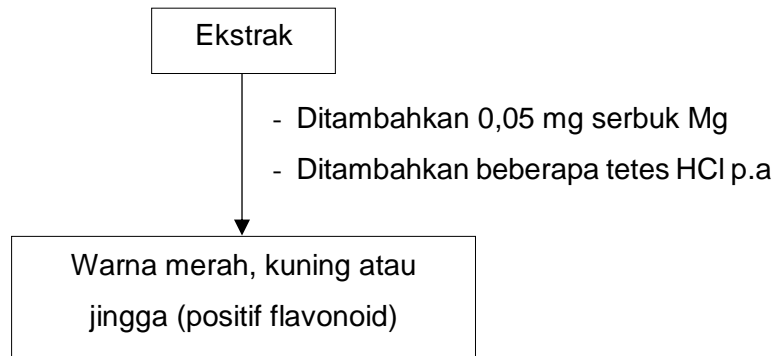 Ekstrak
- Ditambahkan 0,05 mg serbuk Mg
- Ditambahkan beberapa tetes HCl p.a
Warna merah, kuning atau
jingga (positif flavonoid)